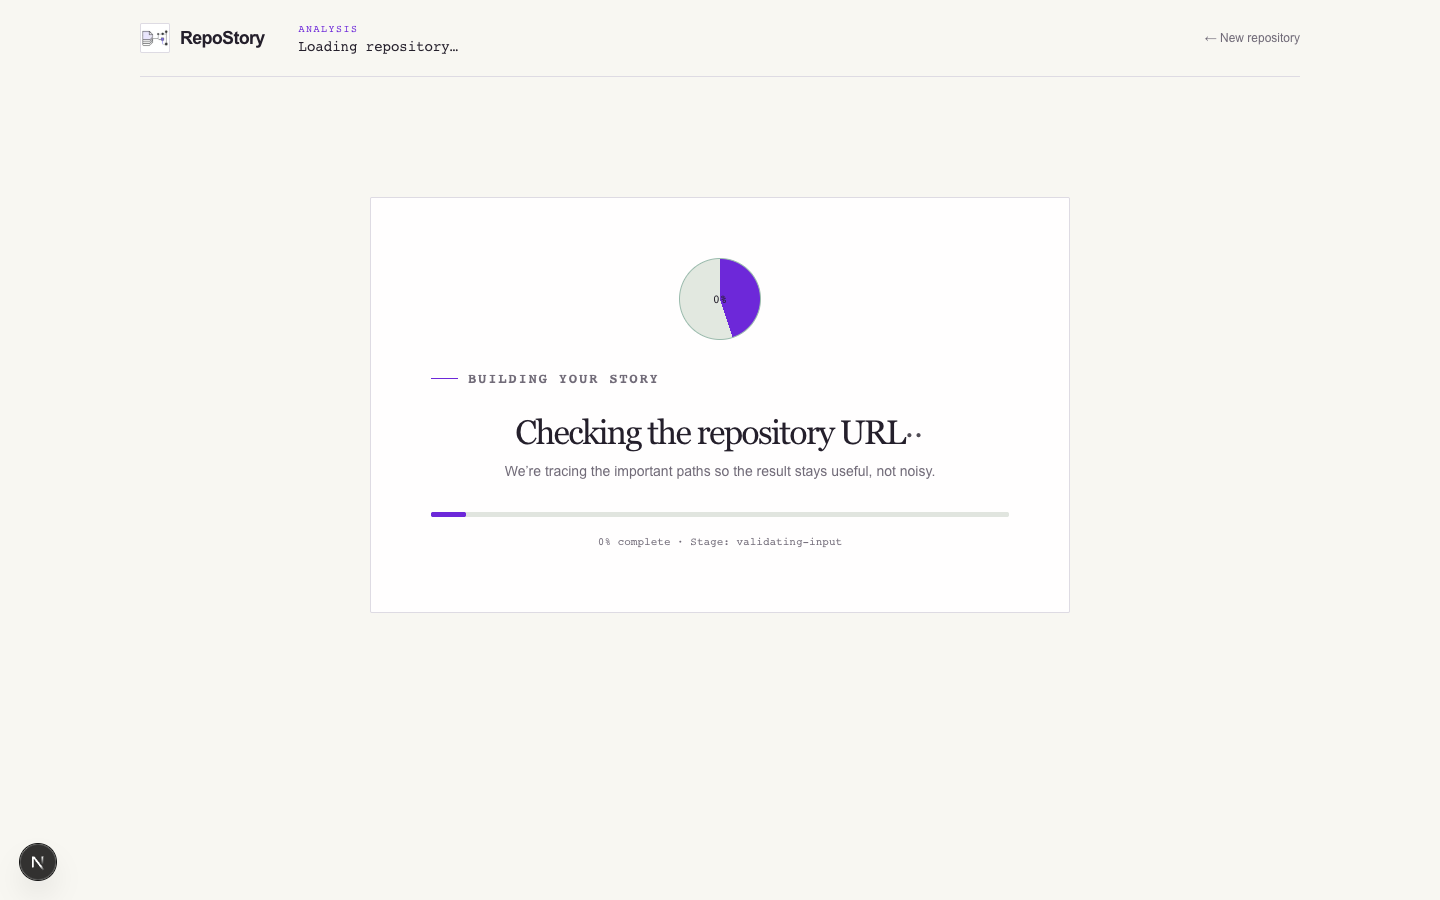 RepoStory
ANALYSIS
Loading repository…
← New repository
0%
BUILDING YOUR STORY
Checking the repository URL··
We're tracing the important paths so the result stays useful, not noisy.
0% complete · Stage: validating-input
N